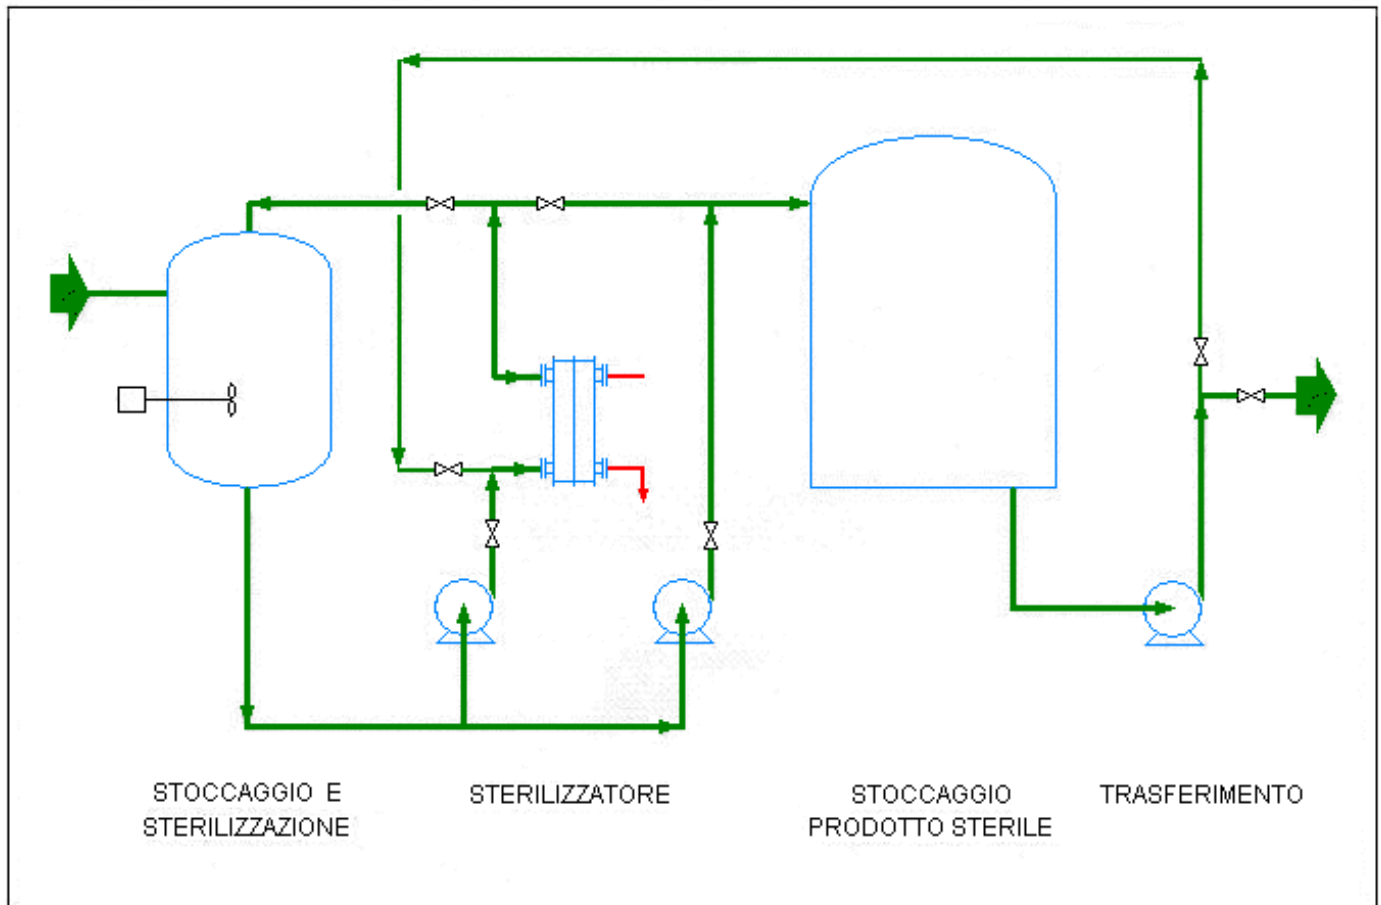 STOCCAGGIO E
STERILIZZAZIONE
STERILIZZATORE
STOCCAGGIO
PRODOTTO STERILE
TRASFERIMENTO